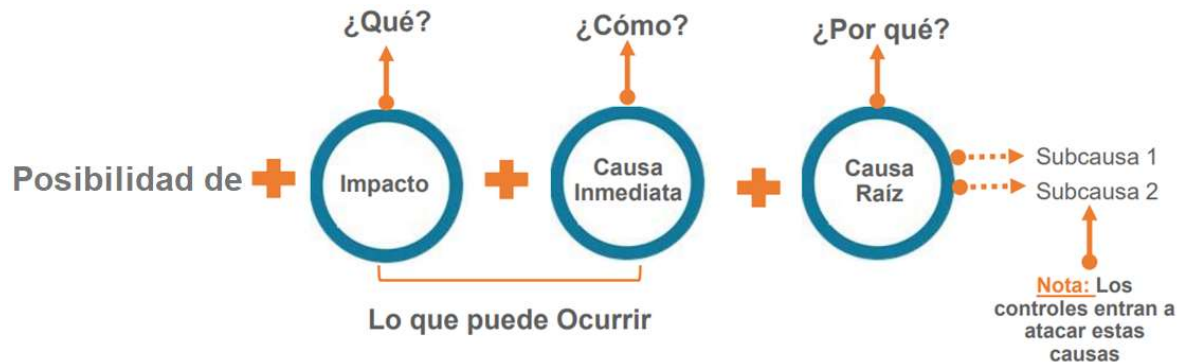 ¿Qué?
¿Cómo?
¿Por qué?
Posibilidad de
Impacto
Causa
Inmediata
Causa
Raíz
Subcausa 1
Subcausa 2
Lo que puede Ocurrir
Nota: Los
controles entran a
atacar estas
causas